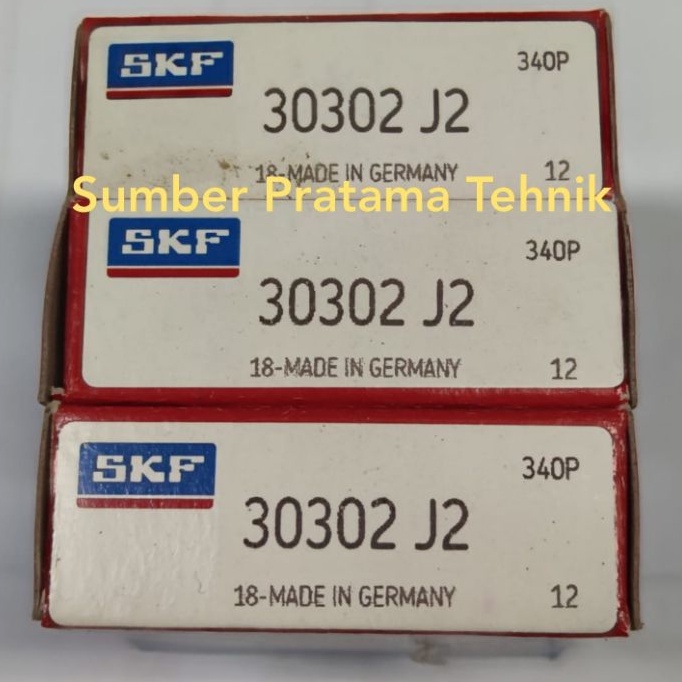 SKF
340P
30302 J2
18-MADE IN GERMANY
12
Sumber Pratama Tehnik
SKF
340P
30302 J2
18-MADE IN GERMANY
12
SKF
340P
30302 J2
18-MADE IN GERMANY
12